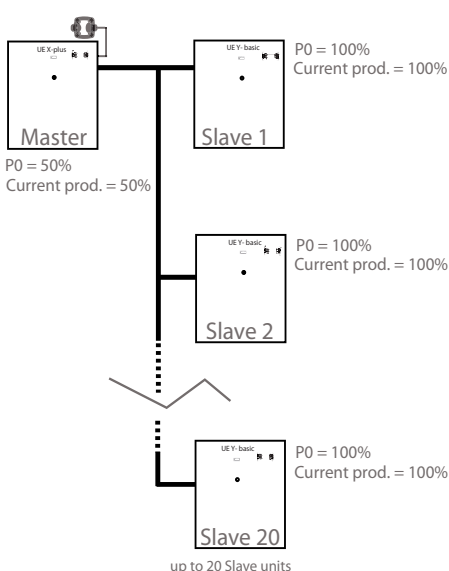 UE X-plus
Master
P0 = 50%
Current prod. = 50%
UE Y- basic
Slave 1
P0 = 100%
Current prod. = 100%
UE Y- basic
Slave 2
P0 = 100%
Current prod. = 100%
UE Y- basic
Slave 20
P0 = 100%
Current prod. = 100%
up to 20 Slave units